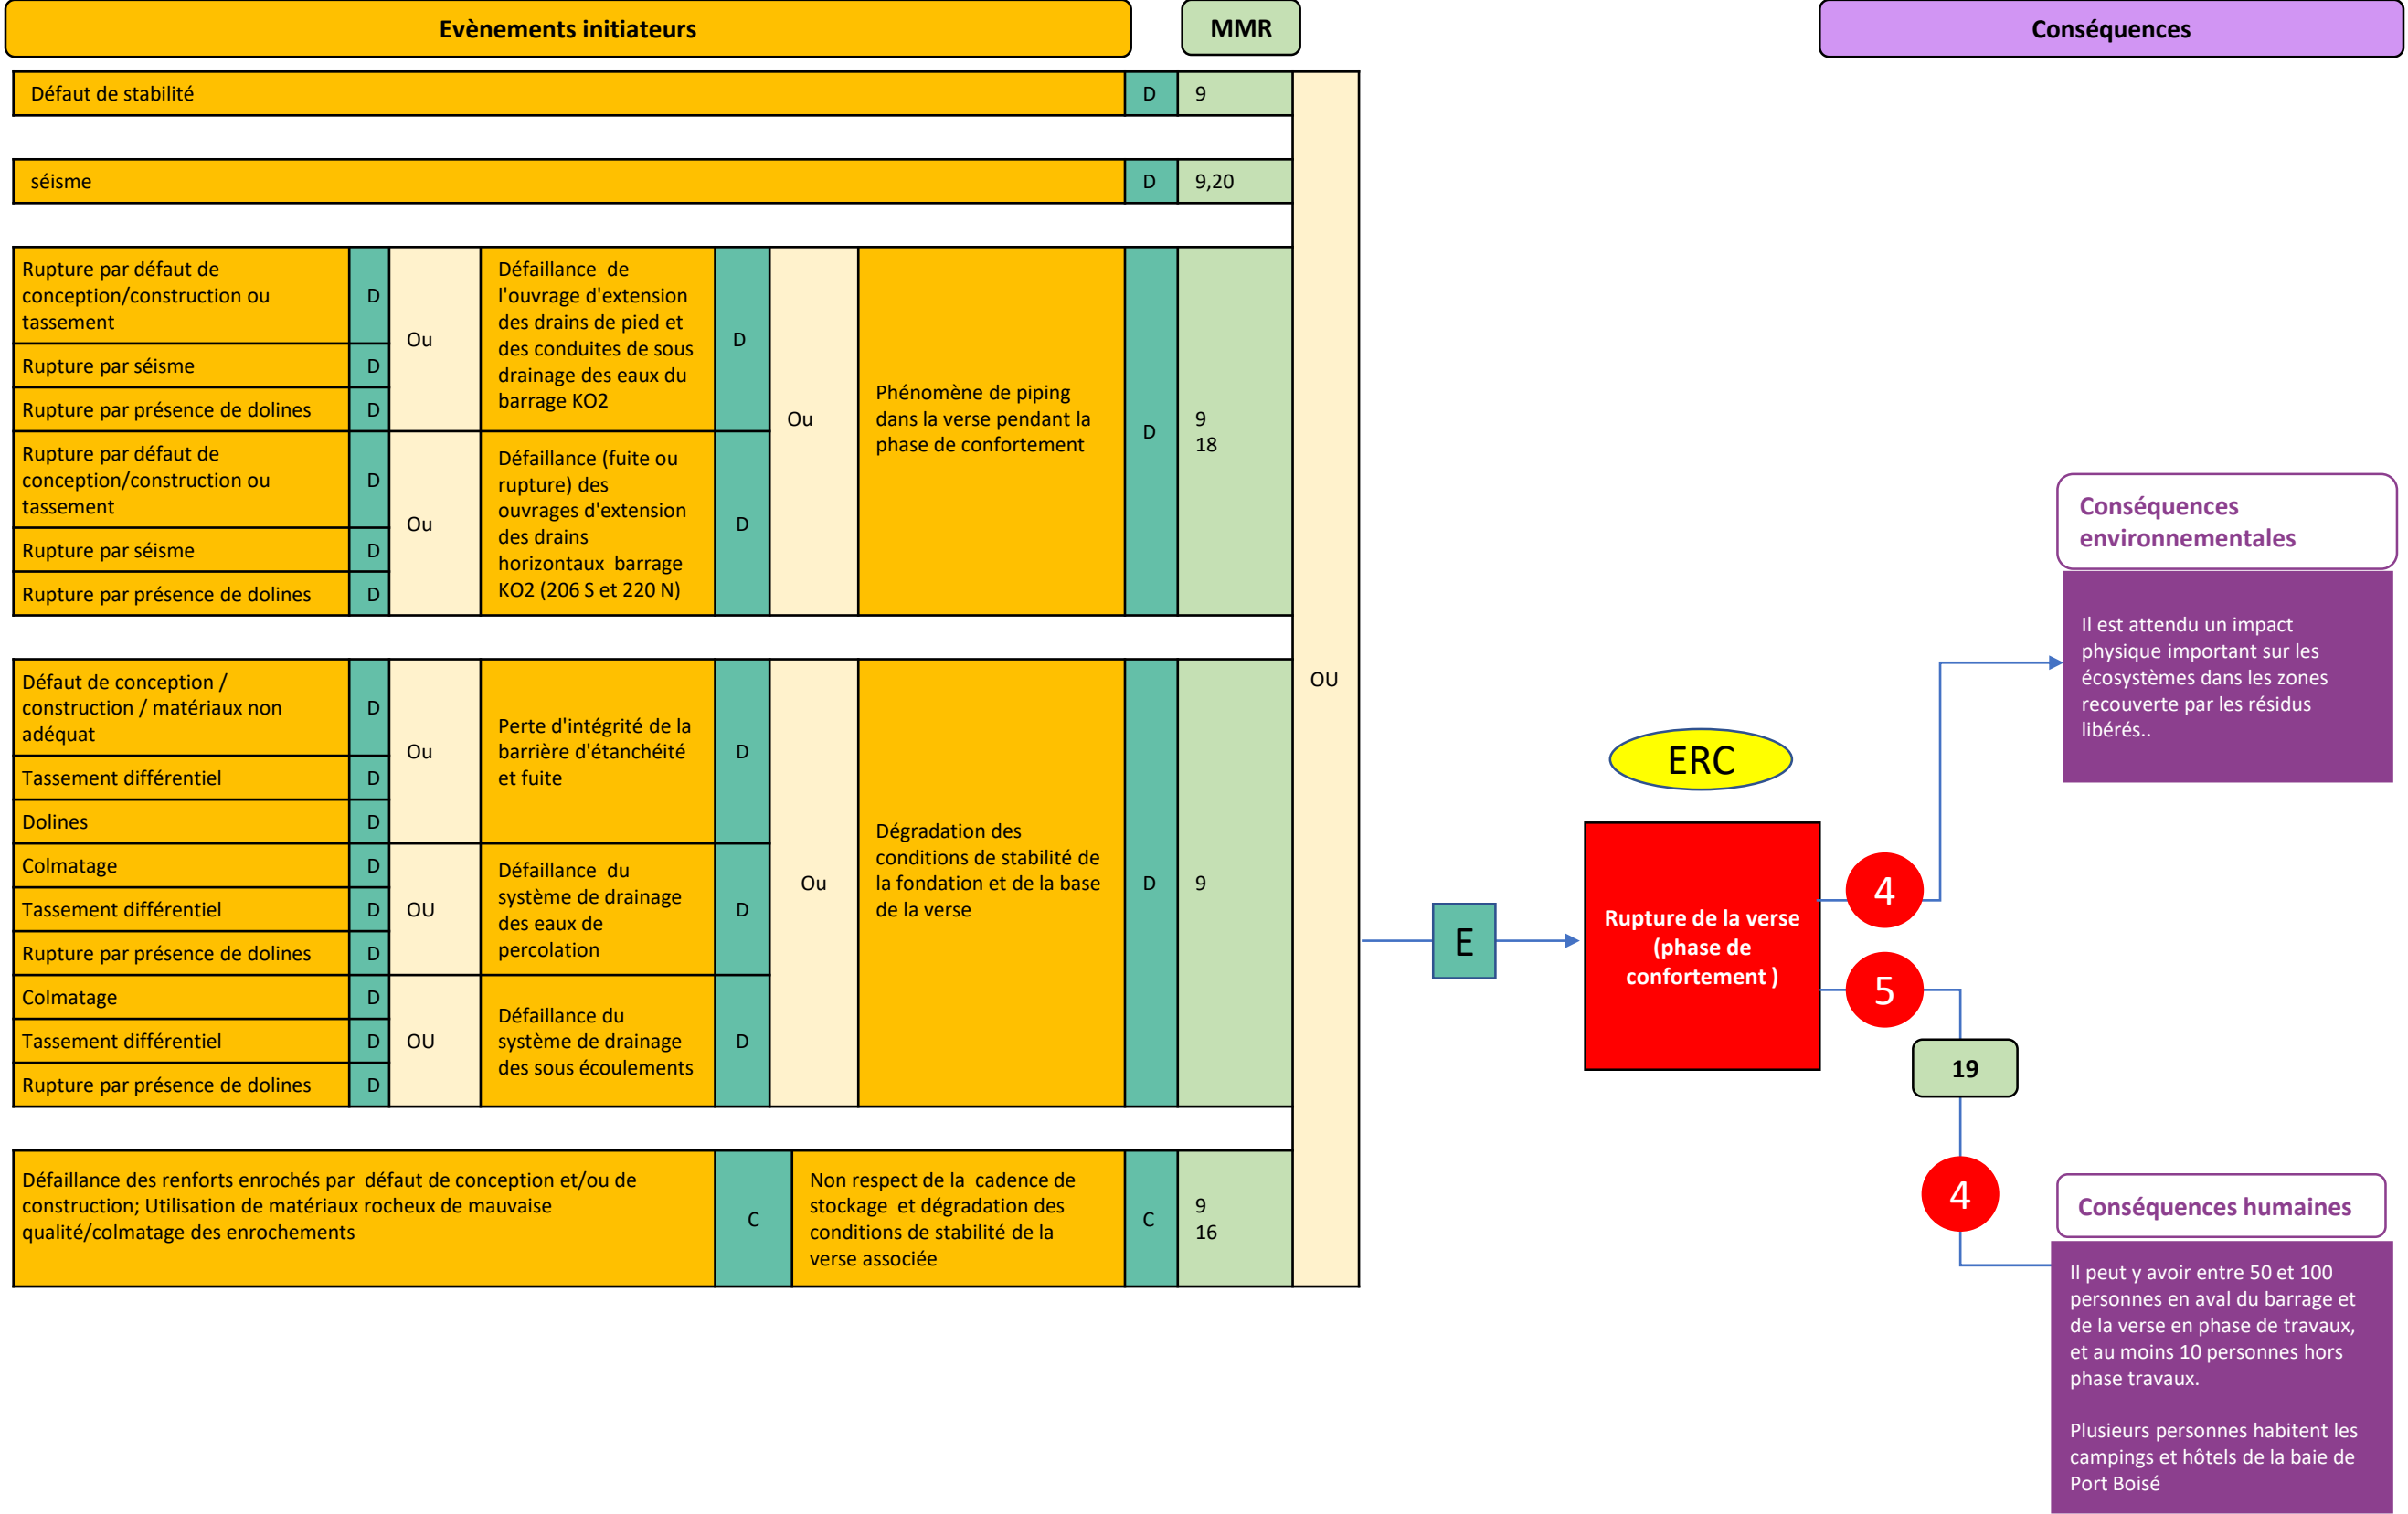 Evènements initiateurs
MMR
Conséquences
Défaut de stabilité
D
9
séisme
D
9,20
Rupture par défaut de
conception/construction ou
tassement
D
Rupture par séisme
D
Rupture par présence de dolines
D
Ou
Défaillance de
l'ouvrage d'extension
des drains de pied et
des conduites de sous
drainage des eaux du
barrage KO2
D
Rupture par défaut de
conception/construction ou
tassement
D
Rupture par séisme
D
Rupture par présence de dolines
D
Ou
Défaillance (fuite ou
rupture) des
ouvrages d'extension
des drains
horizontaux barrage
KO2 (206 S et 220 N)
D
Ou
Phénomène de piping
dans la verse pendant la
phase de confortement
D
9
18
Défaut de conception /
construction / matériaux non
adéquat
D
Tassement différentiel
D
Dolines
D
Ou
Perte d'intégrité de la
barrière d'étanchéité
et fuite
D
Colmatage
D
Tassement différentiel
D
Rupture par présence de dolines
D
OU
Défaillance du
système de drainage
des eaux de
percolation
D
Colmatage
D
Tassement différentiel
D
Rupture par présence de dolines
D
OU
Défaillance du
système de drainage
des sous écoulements
D
Ou
Dégradation des
conditions de stabilité de
la fondation et de la base
de la verse
D
9
Défaillance des renforts enrochés par défaut de conception et/ou de
construction; Utilisation de matériaux rocheux de mauvaise
qualité/colmatage des enrochements
C
Non respect de la cadence de
stockage et dégradation des
conditions de stabilité de la
verse associée
C
9
16
OU
E
ERC
Rupture de la verse
(phase de
confortement )
4
5
19
4
Conséquences
environnementales
Il est attendu un impact
physique important sur les
écosystèmes dans les zones
recouverte par les résidus
libérés..
Conséquences humaines
Il peut y avoir entre 50 et 100
personnes en aval du barrage et
de la verse en phase de travaux,
et au moins 10 personnes hors
phase travaux.
Plusieurs personnes habitent les
campings et hôtels de la baie de
Port Boisé